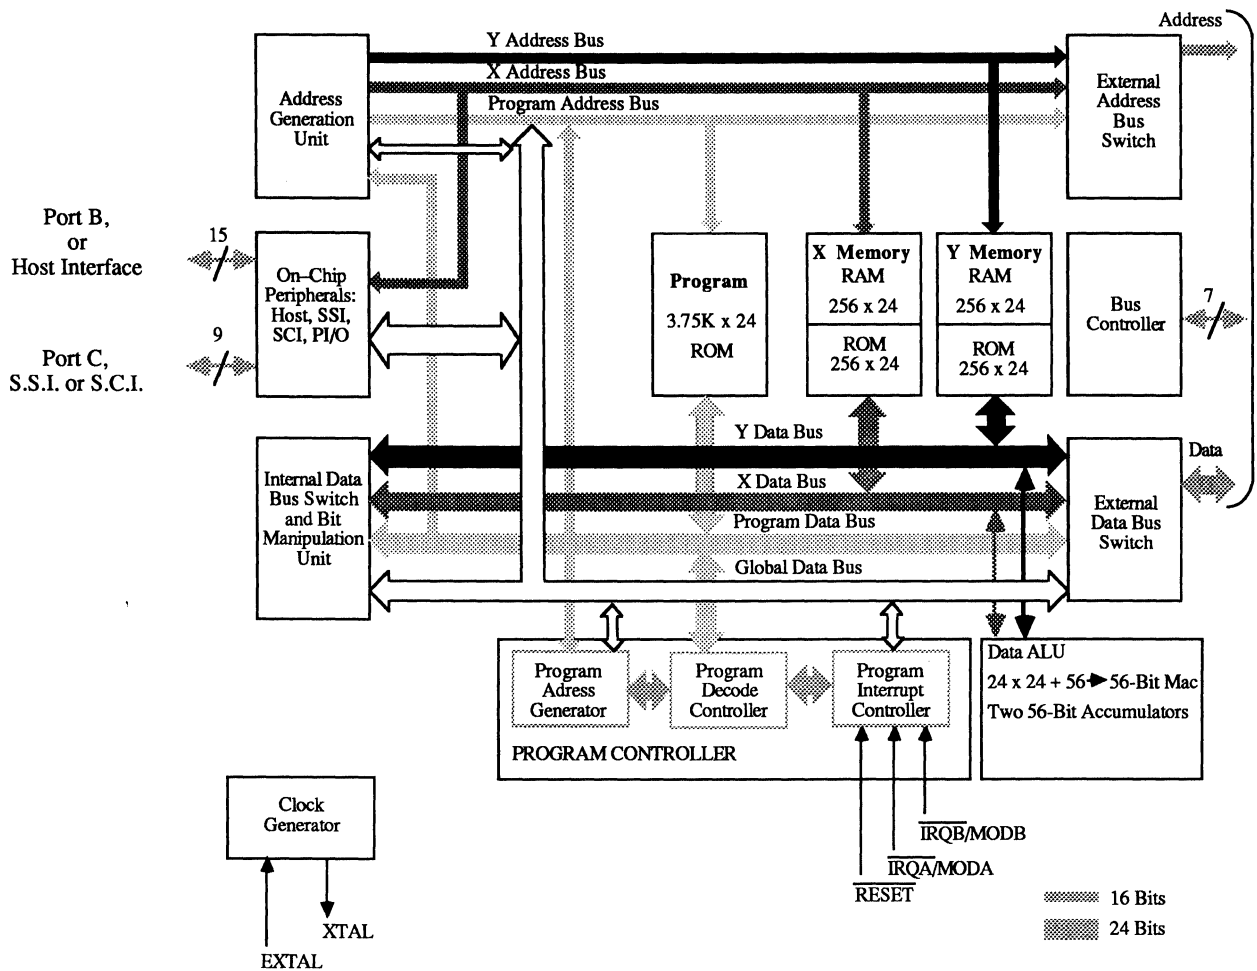 Address
Y Address Bus
X Address Bus
Program Address Bus
Address
Generation
Unit
External
Address
Bus
Switch
Port B,
or
Host Interface
15
On–Chip
Peripherals:
Host, SSI,
SCI, PI/O
9
Port C,
S.S.I. or S.C.I.
Program
3.75K x 24
ROM
X Memory
RAM
256 x 24
ROM
256 x 24
Y Memory
RAM
256 x 24
ROM
256 x 24
Bus
Controller
7
Y Data Bus
X Data Bus
Program Data Bus
Global Data Bus
Internal Data
Bus Switch
and Bit
Manipulation
Unit
External
Data Bus
Switch
Data
Program
Adress
Generator
Program
Decode
Controller
Program
Interrupt
Controller
PROGRAM CONTROLLER
Data ALU
24 x 24 + 56 → 56-Bit Mac
Two 56-Bit Accumulators
Clock
Generator
IRQB/MODB
IRQA/MODA
RESET
XTAL
EXTAL
16 Bits
24 Bits